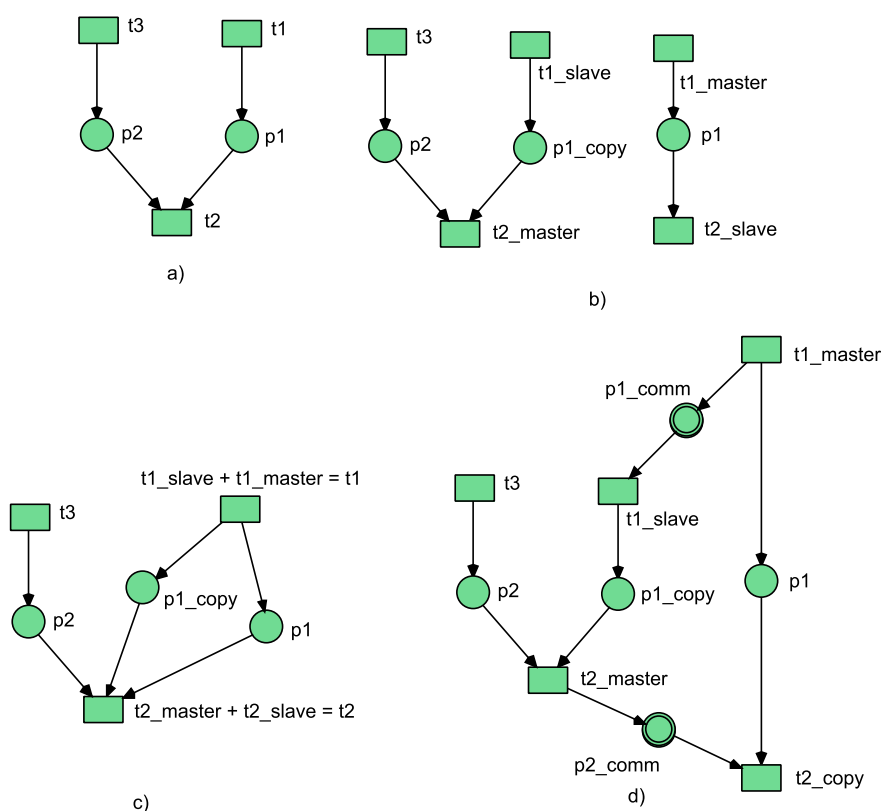 t3
t1
p2
p1
t2
a)
t3
t1_slave
t1_master
p2
p1_copy
p1
t2_master
t2_slave
b)
t3
t1_slave + t1_master = t1
p1_copy
p2
p1
t2_master + t2_slave = t2
c)
t1_master
p1_comm
t3
t1_slave
p2
p1_copy
p1
t2_master
p2_comm
t2_copy
d)